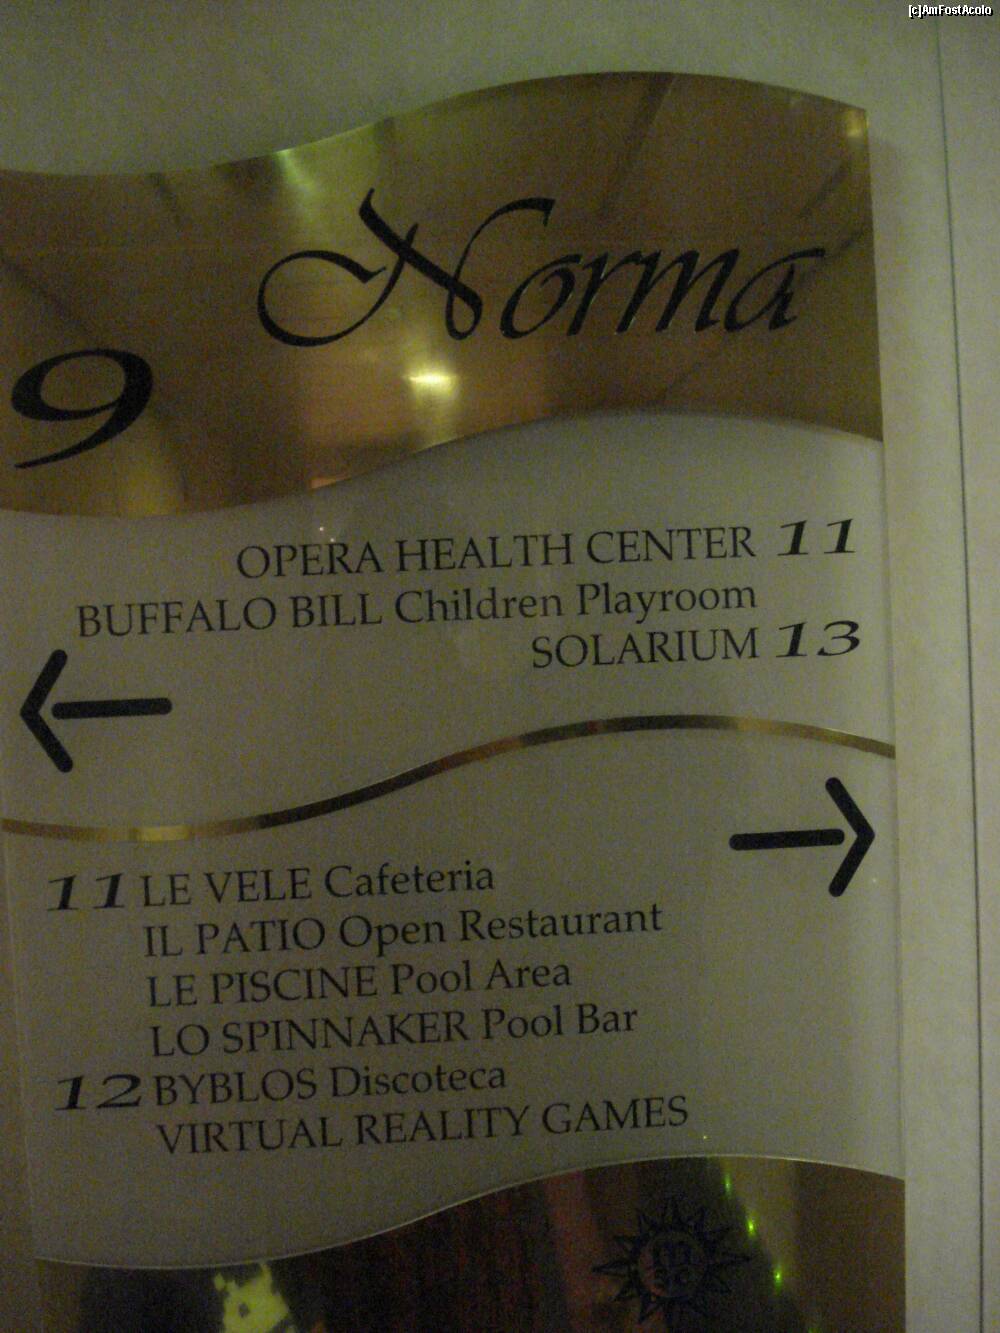 [c]AmFostAcolo
Norma
9
OPERA HEALTH CENTER 11
BUFFALO BILL Children Playroom
SOLARIUM 13
11 LE VELE Cafeteria
IL PATIO Open Restaurant
LE PISCINE Pool Area
LO SPINNAKER Pool Bar
12 BYBLOS Discoteca
VIRTUAL REALITY GAMES
m
sc